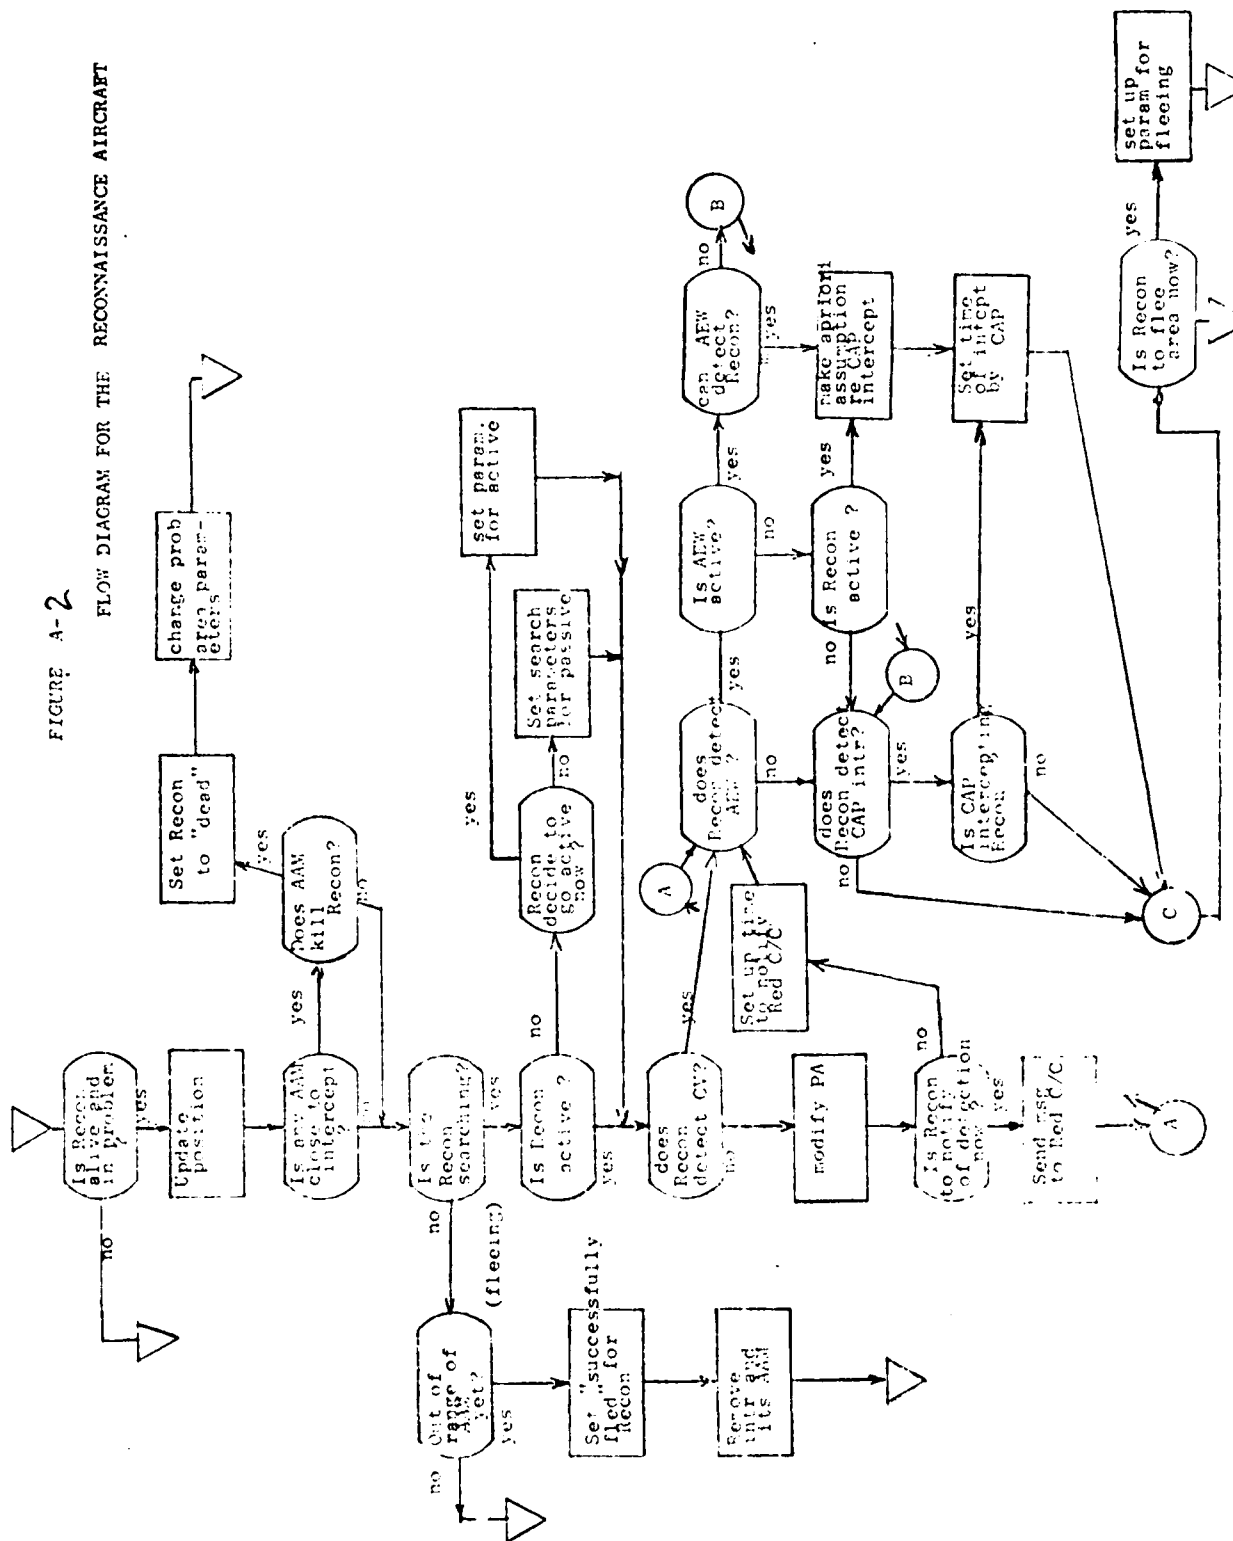 FIGURE A-2
FLOW DIAGRAM FOR THE RECONNAISSANCE AIRCRAFT
Is Recon
alive and
in problem
?
no
yes
Update
position
Is any AAM
close to
intercept
?
yes
no
Does AAM
kill
Recon?
yes
no
Set Recon
to "dead"
change prob
area param-
eters
Is the
Recon
searching?
no
(fleeing)
yes
Out of
range of
yet?
no
yes
Set "successfully
fled" for
Recon
Remove
intr and
its AAM
Is Recon
active ?
no
yes
Recon
decide to
go active
now?
yes
no
set param.
for active
Set search
parameters
for passive
does
Recon
detect CV?
yes
no
modify PA
Is Recon
to notify
of detection
now?
no
yes
Set up time
to notify
Red C/C
Send msg
to Red C/C
A
A
does
Recon detect
AEW ?
yes
no
Is AEW
active?
yes
no
can AEW
detect
Recon?
no
yes
B
does
Recon detect
CAP intr?
no
yes
B
Is Recon
active ?
no
yes
make apriori
assumption
re CAP
intercept
Is CAP
intercepting
Recon
yes
no
Set time
of intcpt
by CAP
C
Is Recon
to flee
area now?
yes
set up
param for
fleeing